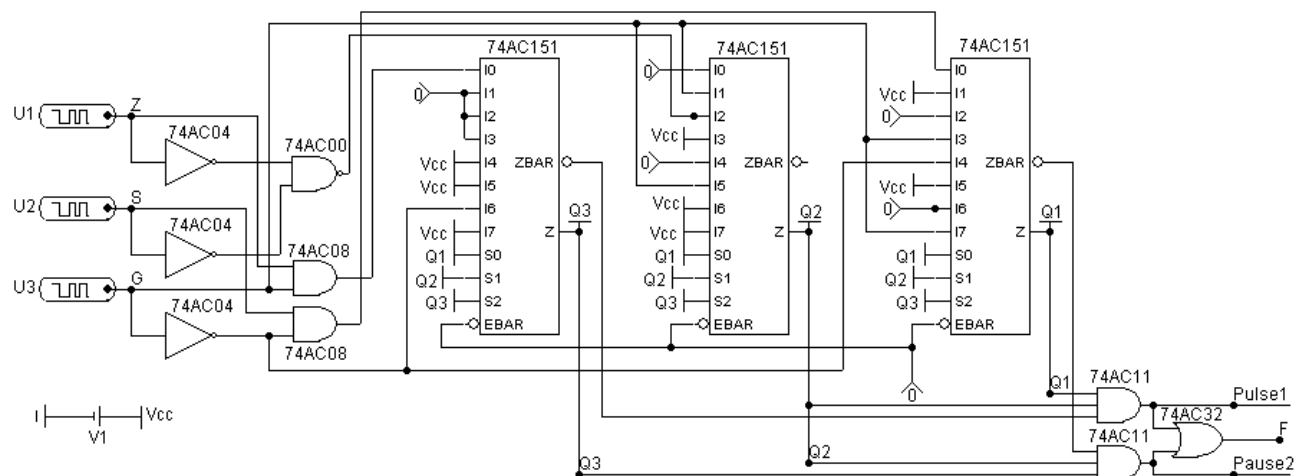 74AC151 74AC151 74AC151
U1 Z
74AC04
74AC00
U2 S
74AC04
74AC08
U3 G
74AC04
74AC08
V1 Vcc
0 I0
I1
I2
I3
Vcc I4 ZBAR
Vcc I5
I6 Q3
Vcc I7 Z
Q1 S0
Q2 S1
Q3 S2
EBAR
0 I0
I1
I2
Vcc I3
0 I4 ZBAR
I5
Vcc I6 Q2
Vcc I7 Z
Q1 S0
Q2 S1
Q3 S2
EBAR
I0
Vcc I1
0 I2
I3
I4 ZBAR
Vcc I5
0 I6 Q1
I7 Z
Q1 S0
Q2 S1
Q3 S2
EBAR
0
Q1 74AC11 Pulse1
74AC32 F
Q3 Q2 74AC11 Pause2